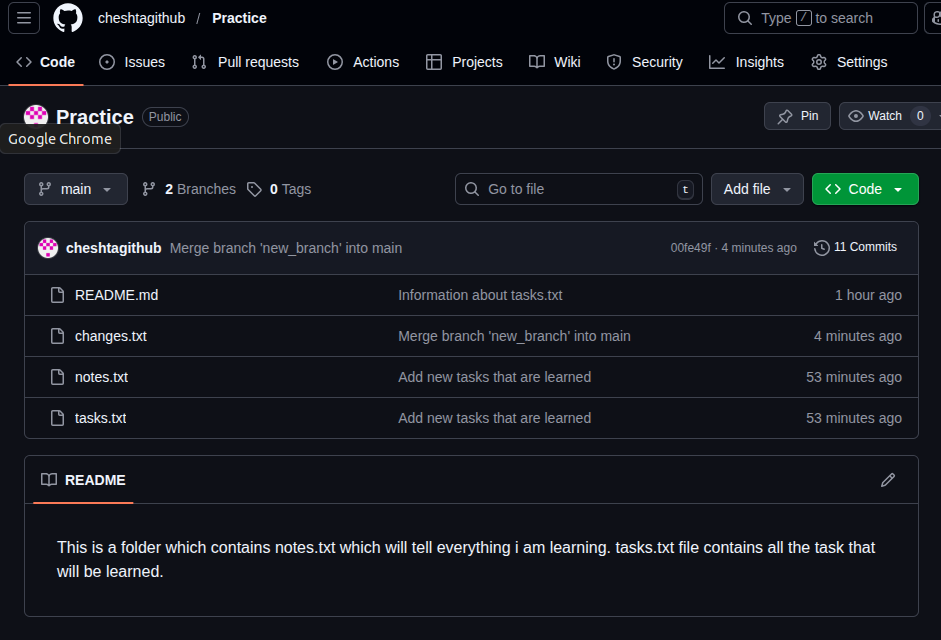 cheshtagithub / Practice Type / to search
Code Issues Pull requests Actions Projects Wiki Security Insights Settings
Practice Public Pin Watch 0
Google Chrome
main 2 Branches 0 Tags Go to file t Add file Code
cheshtagithub Merge branch 'new_branch' into main 00fe49f · 4 minutes ago 11 Commits
README.md Information about tasks.txt 1 hour ago
changes.txt Merge branch 'new_branch' into main 4 minutes ago
notes.txt Add new tasks that are learned 53 minutes ago
tasks.txt Add new tasks that are learned 53 minutes ago
README
This is a folder which contains notes.txt which will tell everything i am learning. tasks.txt file contains all the task that
will be learned.